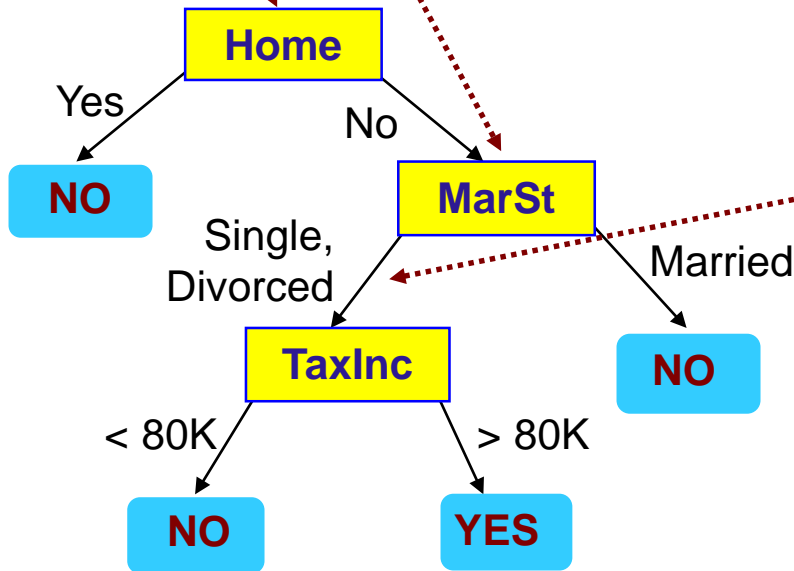 Home
Yes
No
NO
MarSt
Single,
Divorced
Married
TaxInc
NO
< 80K
> 80K
NO
YES